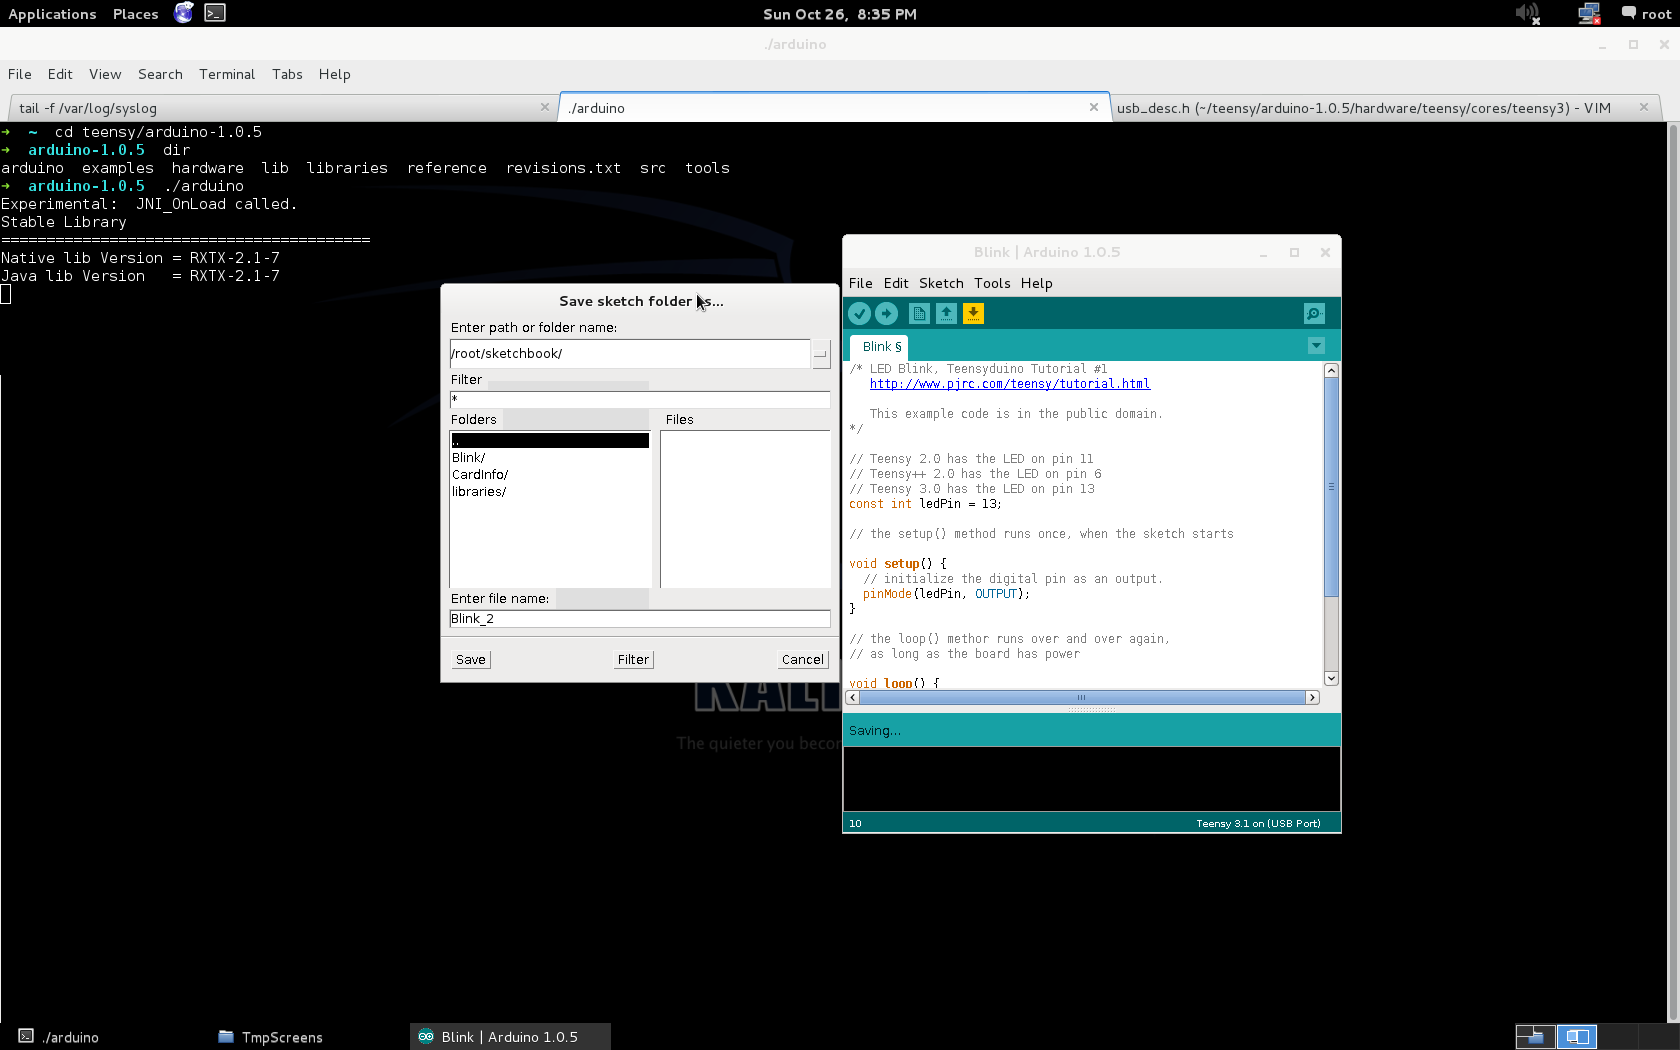 Applications Places
Sun Oct 26, 8:35 PM
root
./arduino
File Edit View Search Terminal Tabs Help
tail -f /var/log/syslog
./arduino
usb_desc.h (~/teensy/arduino-1.0.5/hardware/teensy/cores/teensy3) - VIM
➜ ~ cd teensy/arduino-1.0.5
➜ arduino-1.0.5 dir
arduino examples hardware lib libraries reference revisions.txt src tools
➜ arduino-1.0.5 ./arduino
Experimental: JNI_OnLoad called.
Stable Library
=========================================
Native lib Version = RXTX-2.1-7
Java lib Version = RXTX-2.1-7
Save sketch folder as...
Enter path or folder name:
/root/sketchbook/
Filter
*
Folders
Files
..
Blink/
CardInfo/
libraries/
Enter file name:
Blink_2
Save
Filter
Cancel
The quieter you becom
Blink | Arduino 1.0.5
File Edit Sketch Tools Help
Blink §
/* LED Blink, Teensyduino Tutorial #1
http://www.pjrc.com/teensy/tutorial.html
This example code is in the public domain.
*/
// Teensy 2.0 has the LED on pin 11
// Teensy++ 2.0 has the LED on pin 6
// Teensy 3.0 has the LED on pin 13
const int ledPin = 13;
// the setup() method runs once, when the sketch starts
void setup() {
// initialize the digital pin as an output.
pinMode(ledPin, OUTPUT);
}
// the loop() methor runs over and over again,
// as long as the board has power
void loop() {
Saving...
10
Teensy 3.1 on (USB Port)
./arduino
TmpScreens
Blink | Arduino 1.0.5